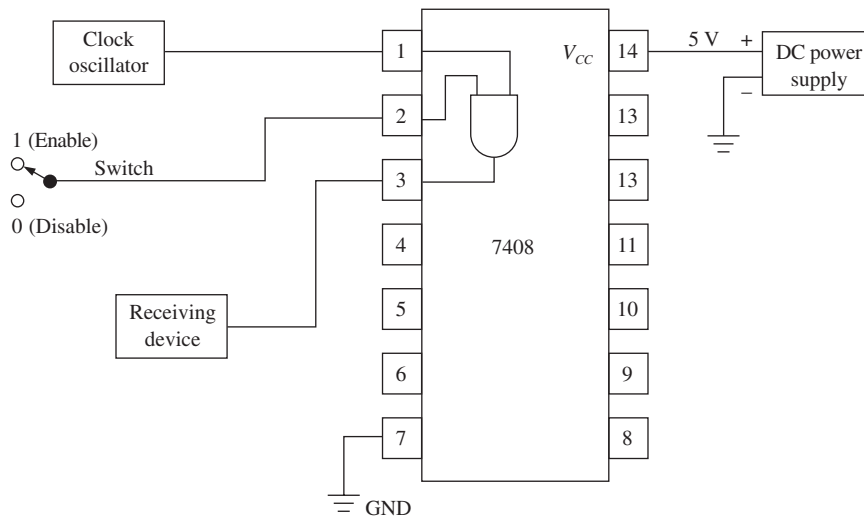 Clock
oscillator
1 (Enable)
Switch
0 (Disable)
Receiving
device
1
2
3
4
5
6
7
GND
V_CC
7408
14
13
13
11
10
9
8
5 V
+
−
DC power
supply